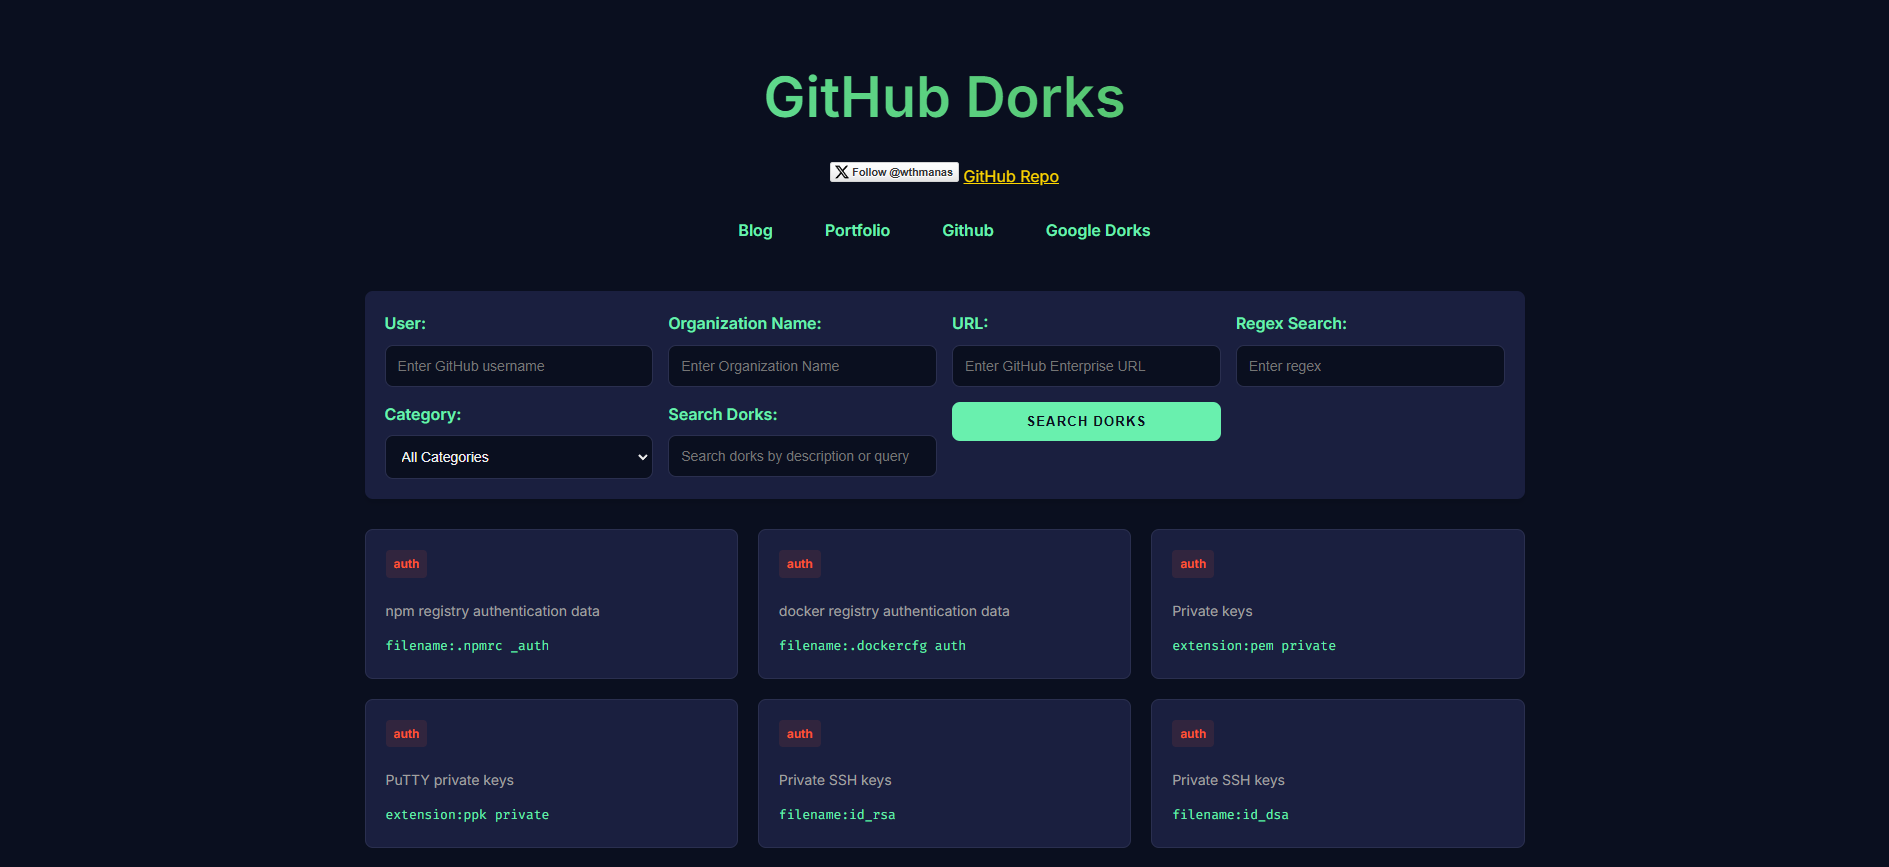 GitHub Dorks
Follow @wthmanas GitHub Repo
Blog Portfolio Github Google Dorks
User: Organization Name: URL: Regex Search:
Enter GitHub username Enter Organization Name Enter GitHub Enterprise URL Enter regex
Category: Search Dorks:
SEARCH DORKS
All Categories Search dorks by description or query
auth
npm registry authentication data
filename:.npmrc _auth
auth
docker registry authentication data
filename:.dockercfg auth
auth
Private keys
extension:pem private
auth
PuTTY private keys
extension:ppk private
auth
Private SSH keys
filename:id_rsa
auth
Private SSH keys
filename:id_dsa